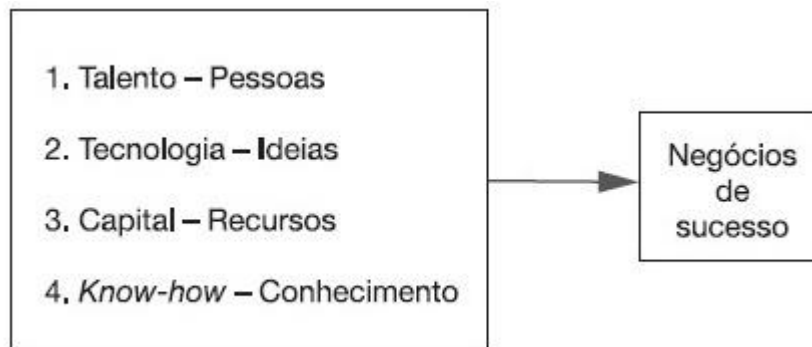 1. Talento – Pessoas
2. Tecnologia – Ideias
3. Capital – Recursos
4. Know-how – Conhecimento
Negócios
de
sucesso